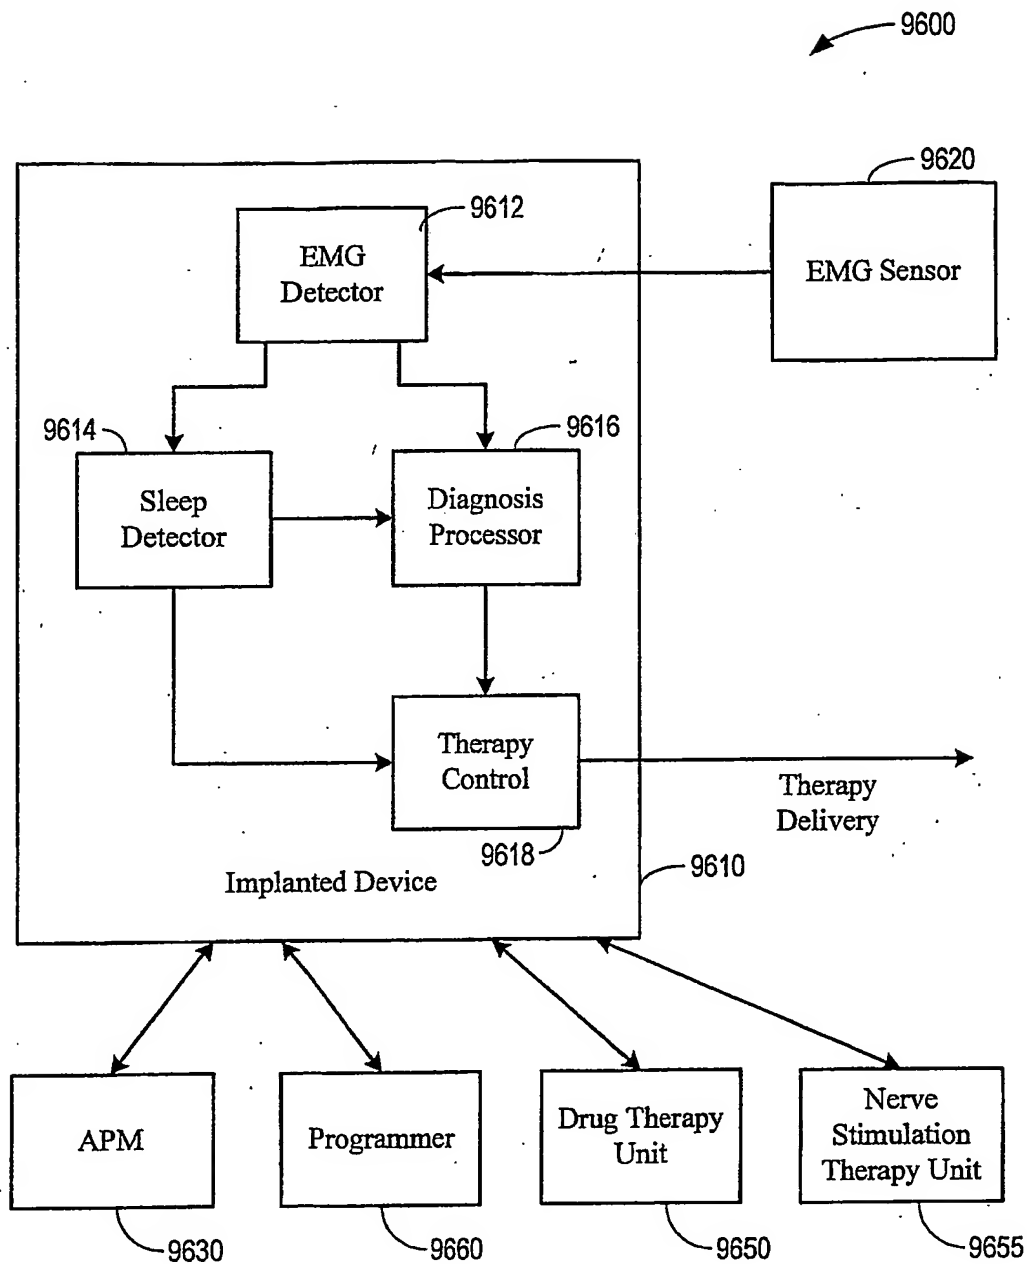 9600
9620
9612
EMG
Detector
EMG Sensor
9614
9616
Sleep
Detector
Diagnosis
Processor
Therapy
Control
Therapy
Delivery
9618
9610
Implanted Device
APM
Programmer
Drug Therapy
Unit
Nerve
Stimulation
Therapy Unit
9630
9660
9650
9655